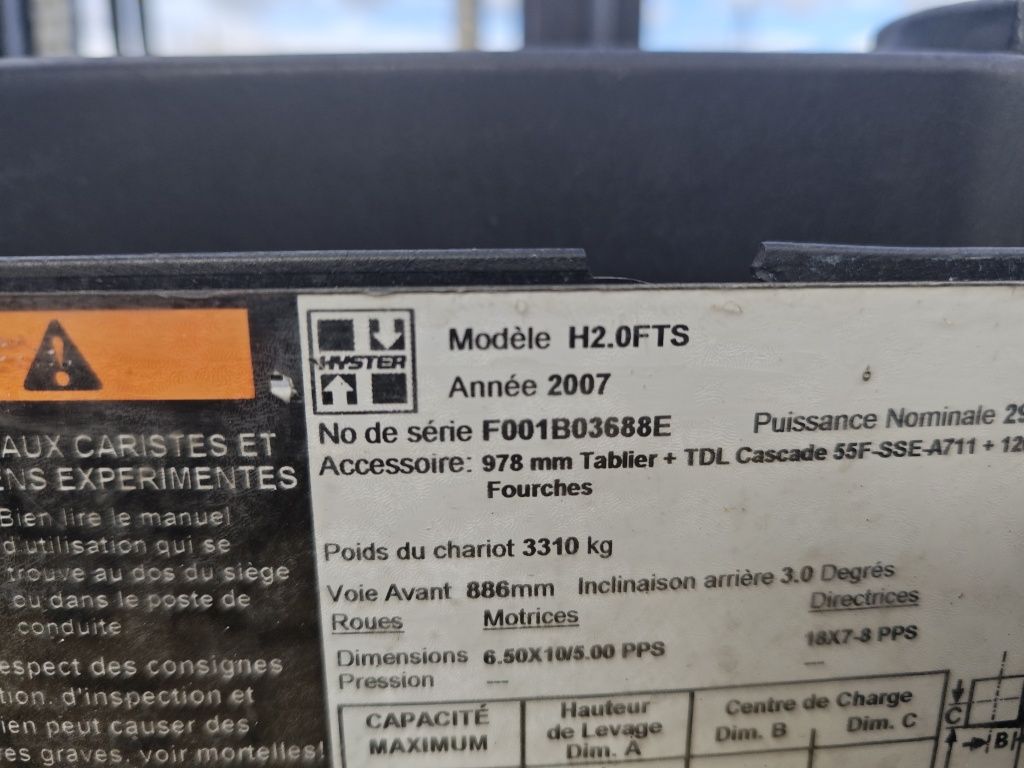 HYSTER
Modèle H2.0FTS
Année 2007
No de série F001B03688E
Puissance Nominale 29
Accessoire: 978 mm Tablier + TDL Cascade 55F-SSE-A711 + 12
Fourches
Poids du chariot 3310 kg
Voie Avant 886mm Inclinaison arrière 3.0 Degrés
Roues Motrices Directrices
Dimensions 6.50X10/5.00 PPS 18X7-8 PPS
Pression --- ---
CAPACITÉ
MAXIMUM
Hauteur
de Levage
Dim. A
Centre de Charge
Dim. B Dim. C
C
B
AUX CARISTES ET
ENS EXPERIMENTES
Bien lire le manuel
d'utilisation qui se
trouve au dos du siège
ou dans le poste de
conduite
espect des consignes
tion, d'inspection et
ien peut causer des
res graves, voir mortelles!